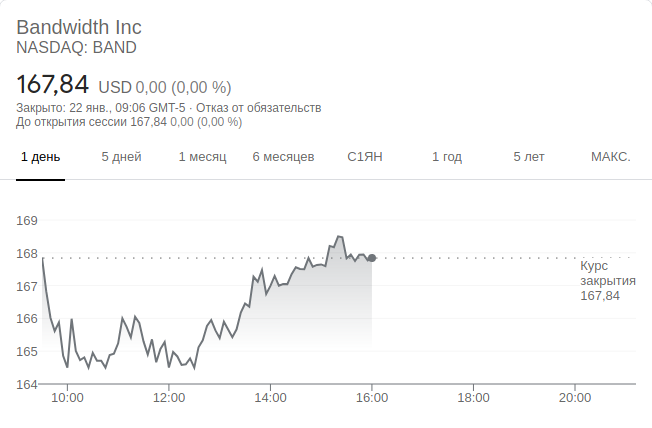 Bandwidth Inc
NASDAQ: BAND
167,84 USD 0,00 (0,00 %)
Закрыто: 22 янв., 09:06 GMT-5 · Отказ от обязательств
До открытия сессии 167,84 0,00 (0,00 %)
1 день 5 дней 1 месяц 6 месяцев С1ЯН 1 год 5 лет МАКС.
169
168
Курс
закрытия
167,84
167
166
165
164
10:00 12:00 14:00 16:00 18:00 20:00